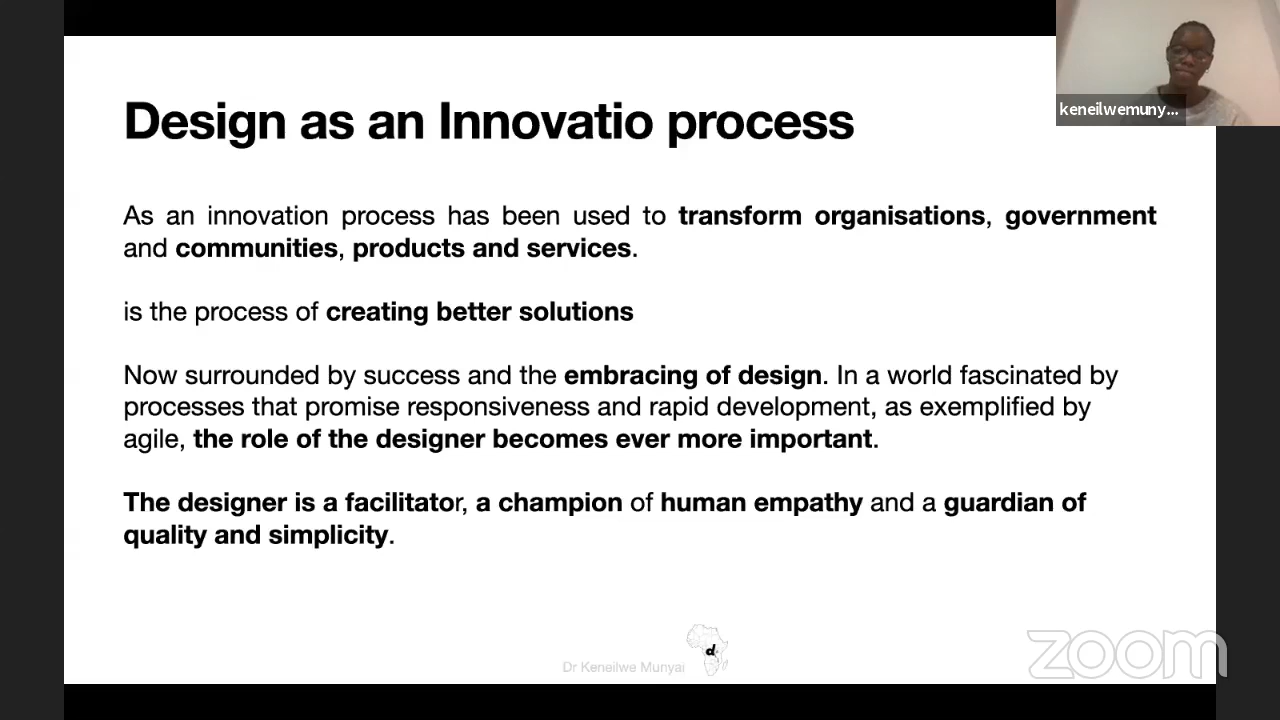 Design as an Innovatio process
keneilwemuny...
As an innovation process has been used to transform organisations, government
and communities, products and services.
is the process of creating better solutions
Now surrounded by success and the embracing of design. In a world fascinated by
processes that promise responsiveness and rapid development, as exemplified by
agile, the role of the designer becomes ever more important.
The designer is a facilitator, a champion of human empathy and a guardian of
quality and simplicity.
Dr Keneilwe Munyai
d
zoom